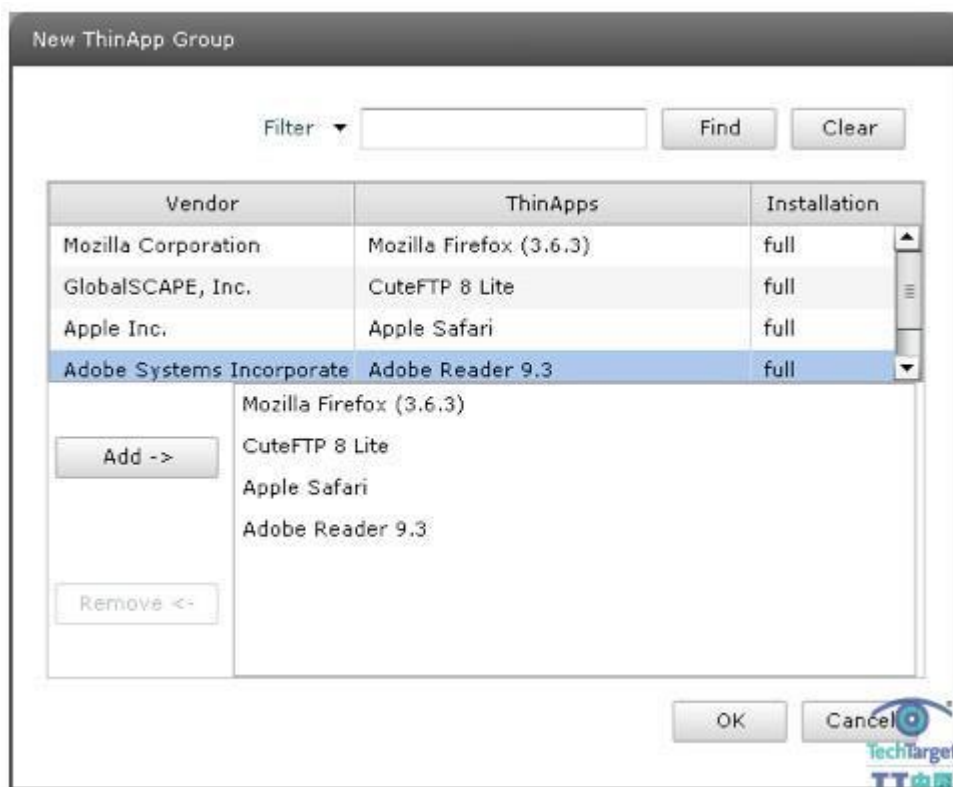 New ThinApp Group
Filter Find Clear
Vendor ThinApps Installation
Mozilla Corporation Mozilla Firefox (3.6.3) full
GlobalSCAPE, Inc. CuteFTP 8 Lite full
Apple Inc. Apple Safari full
Adobe Systems Incorporate Adobe Reader 9.3 full
Mozilla Firefox (3.6.3)
CuteFTP 8 Lite
Add ->
Apple Safari
Adobe Reader 9.3
Remove <-
OK Cancel
TechTarget